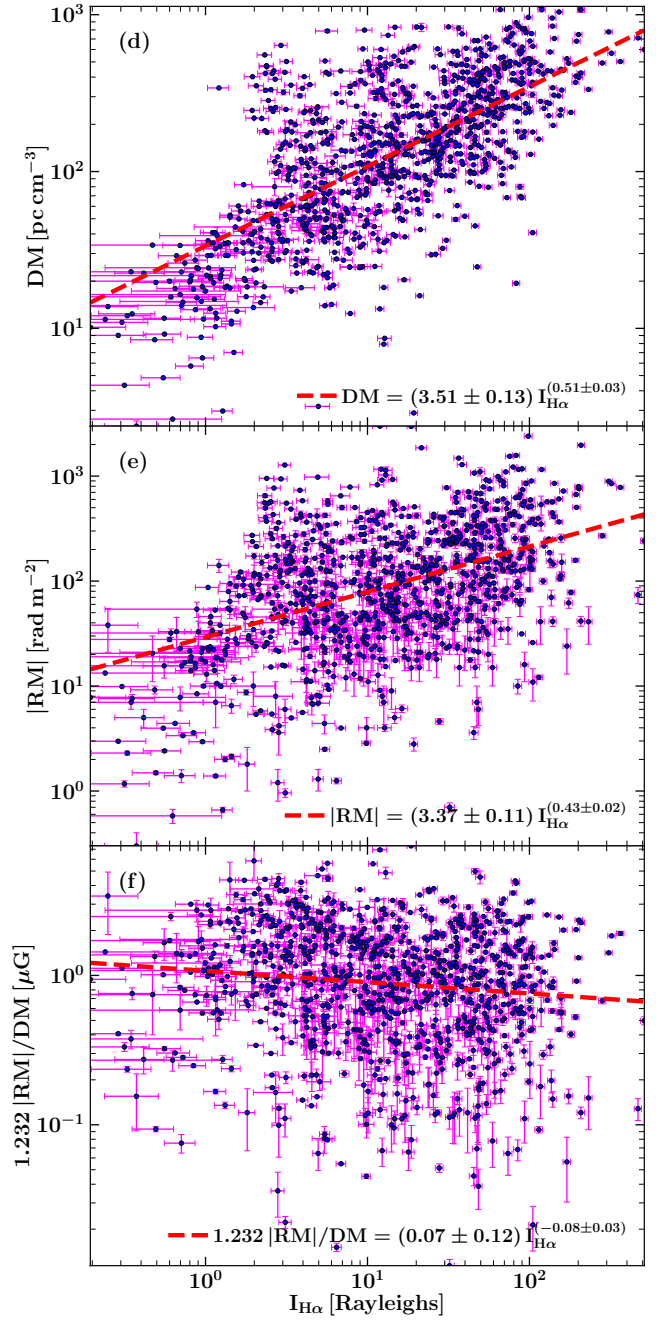 (d)
10³
10²
10¹
DM [pc cm⁻³]
DM = (3.51 ± 0.13) I_Hα^(0.51±0.03)
(e)
10³
10²
10¹
10⁰
|RM| [rad m⁻²]
|RM| = (3.37 ± 0.11) I_Hα^(0.43±0.02)
(f)
10⁰
10⁻¹
1.232 |RM|/DM [μG]
1.232 |RM|/DM = (0.07 ± 0.12) I_Hα^(−0.08±0.03)
10⁰ 10¹ 10²
I_Hα [Rayleighs]